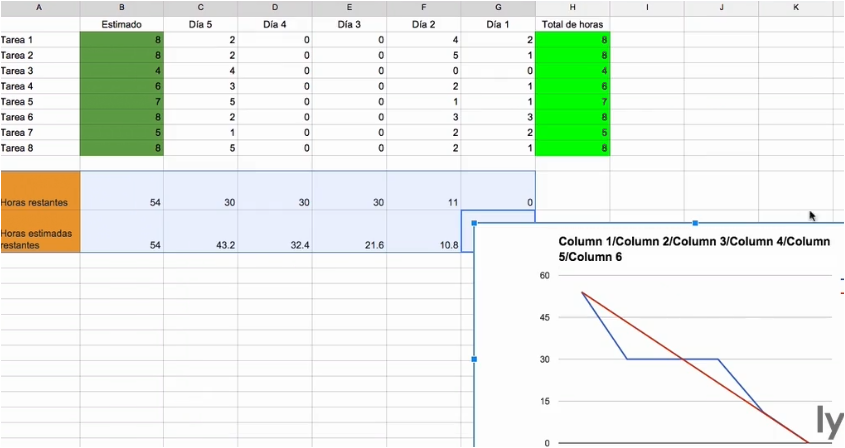 A B C D E F G H I J K
Estimado Día 5 Día 4 Día 3 Día 2 Día 1 Total de horas
Tarea 1 8 2 0 0 4 2 8
Tarea 2 8 2 0 0 5 1 8
Tarea 3 4 4 0 0 0 0 4
Tarea 4 6 3 0 0 2 1 6
Tarea 5 7 5 0 0 1 1 7
Tarea 6 8 2 0 0 3 3 8
Tarea 7 5 1 0 0 2 2 5
Tarea 8 8 5 0 0 2 1 8
Horas restantes 54 30 30 30 11 0
Horas estimadas
restantes 54 43.2 32.4 21.6 10.8
Column 1/Column 2/Column 3/Column 4/Column
5/Column 6
60
45
30
15
0
ly